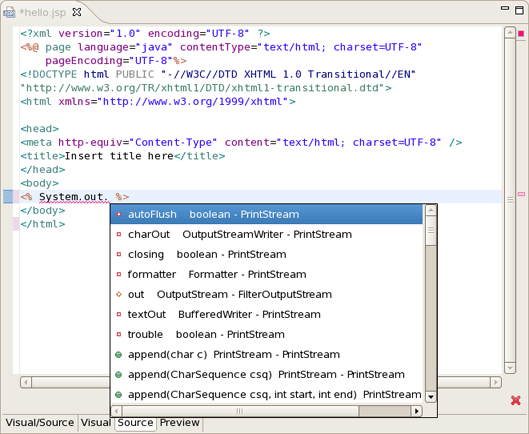 *hello.jsp
<?xml version="1.0" encoding="UTF-8" ?>
<%@ page language="java" contentType="text/html; charset=UTF-8"
pageEncoding="UTF-8"%>
<!DOCTYPE html PUBLIC "-//W3C//DTD XHTML 1.0 Transitional//EN"
"http://www.w3.org/TR/xhtml1/DTD/xhtml1-transitional.dtd">
<html xmlns="http://www.w3.org/1999/xhtml">
<head>
<meta http-equiv="Content-Type" content="text/html; charset=UTF-8" />
<title>Insert title here</title>
</head>
<body>
<% System.out. %>
</body>
</html>
autoFlush boolean - PrintStream
charOut OutputStreamWriter - PrintStream
closing boolean - PrintStream
formatter Formatter - PrintStream
out OutputStream - FilterOutputStream
textOut BufferedWriter - PrintStream
trouble boolean - PrintStream
append(char c) PrintStream - PrintStream
append(CharSequence csq) PrintStream - PrintStream
append(CharSequence csq, int start, int end) PrintStream
Visual/Source Visual Source Preview